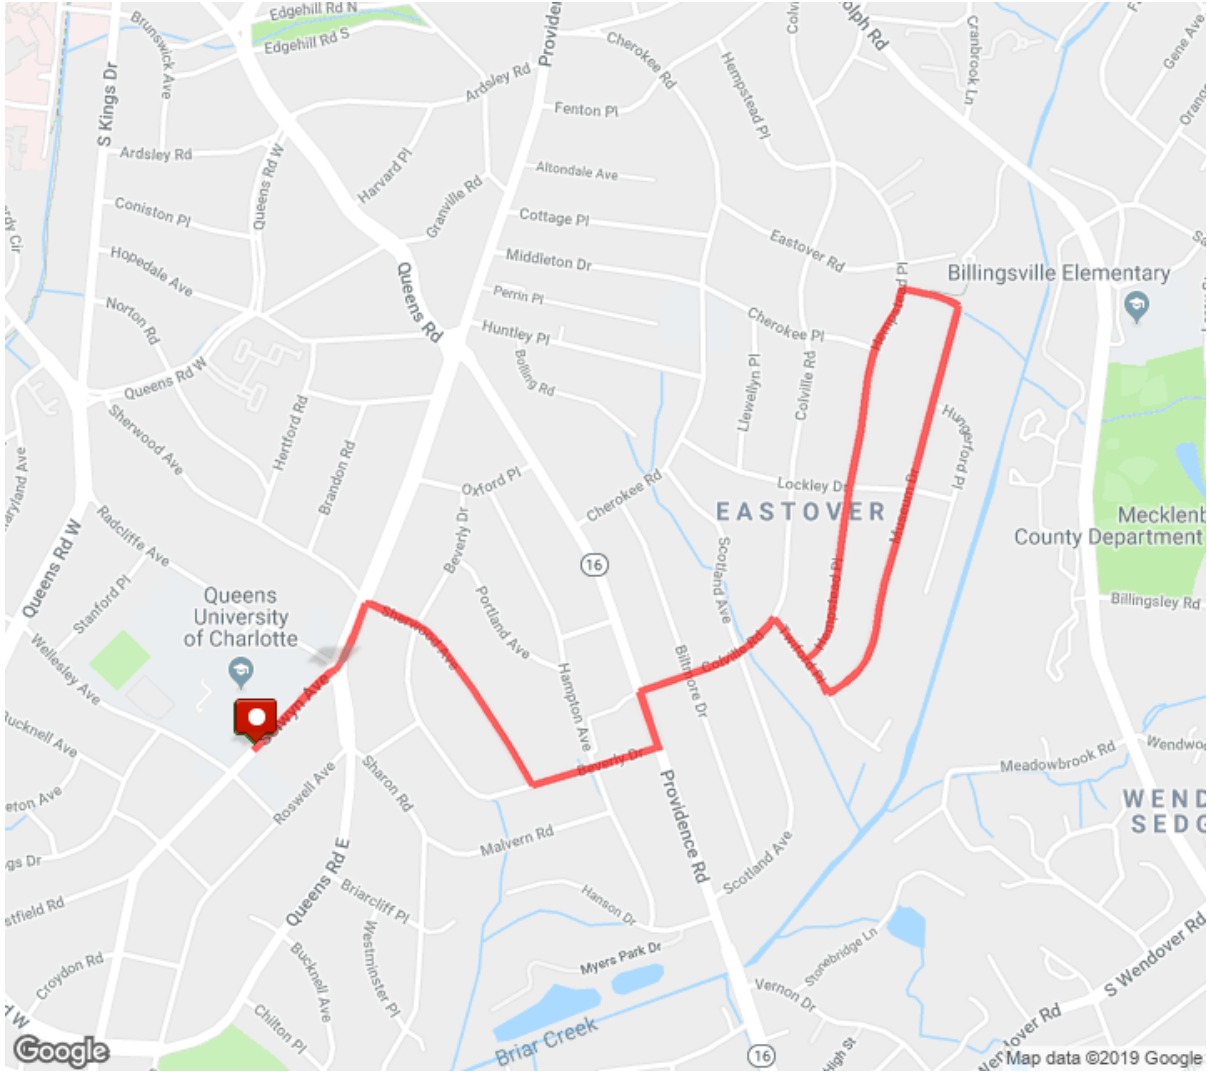 Edgehill Rd N
Edgehill Rd S
Brunswick Ave
S Kings Dr
Ardsley Rd
Cherokee Rd
Hempstead Pl
Cranbrook Ln
Gene Ave
Fenton Pl
Ardsley Rd
Queens Rd W
Harvard Pl
Granville Rd
Altondale Ave
Coniston Pl
Cottage Pl
Hopedale Ave
Middleton Dr
Eastover Rd
Queens Rd
Perrin Pl
Hempstead Pl
Billingsville Elementary
Norton Rd
Huntley Pl
Cherokee Pl
Bolling Rd
Llewellyn Pl
Colville Rd
Queens Rd W
Sherwood Ave
Hertford Rd
Brandon Rd
Hungerford Pl
Oxford Pl
Cherokee Rd
Lockley Dr
EASTOVER
Museum Dr
Mecklenb
County Department
Radcliffe Ave
Beverly Dr
16
Scotland Ave
Queens Rd W
Stanford Pl
Queens
University
of Charlotte
Portland Ave
Hempstead Pl
Billingsley Rd
Sherwood Ave
Twiford Pl
Colville Rd
Wellesley Ave
Biltmore Dr
Hampton Ave
Selwyn Ave
Bucknell Ave
Beverly Dr
Meadowbrook Rd
Wendwo
Roswell Ave
Sharon Rd
Providence Rd
WEND
SEDG
Malvern Rd
Scotland Ave
Queens Rd E
Briarcliff Pl
Hanson Dr
Westminster Pl
Myers Park Dr
Stonebridge Ln
S Wendover Rd
Croydon Rd
Bucknell Ave
Vernon Dr
Chilton Pl
Briar Creek
High St
Wendover Rd
16
Google
Map data ©2019 Google